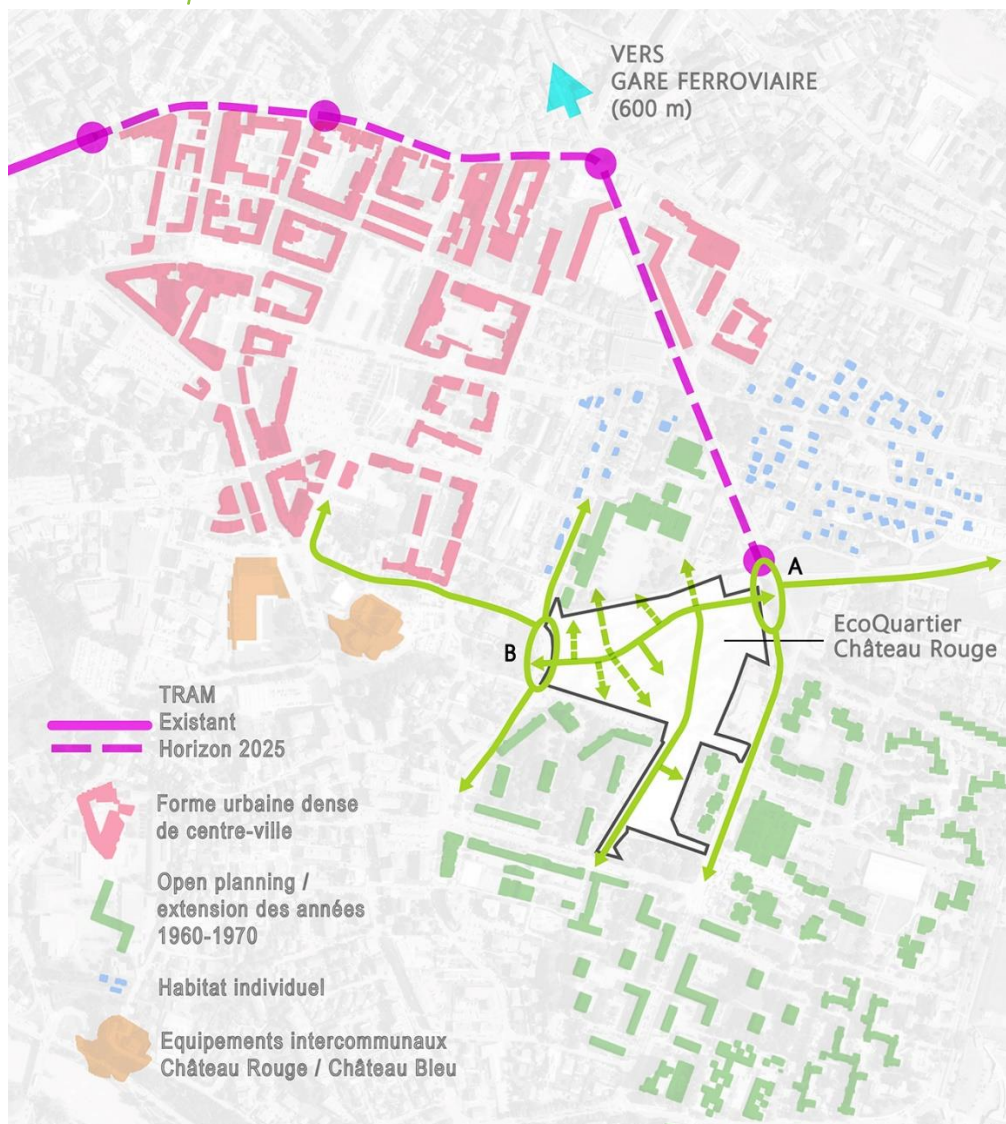 VERS
GARE FERROVIAIRE
(600 m)
A
EcoQuartier
Château Rouge
B
TRAM
Existant
Horizon 2025
Forme urbaine dense
de centre-ville
Open planning /
extension des années
1960-1970
Habitat individuel
Equipements intercommunaux
Château Rouge / Château Bleu